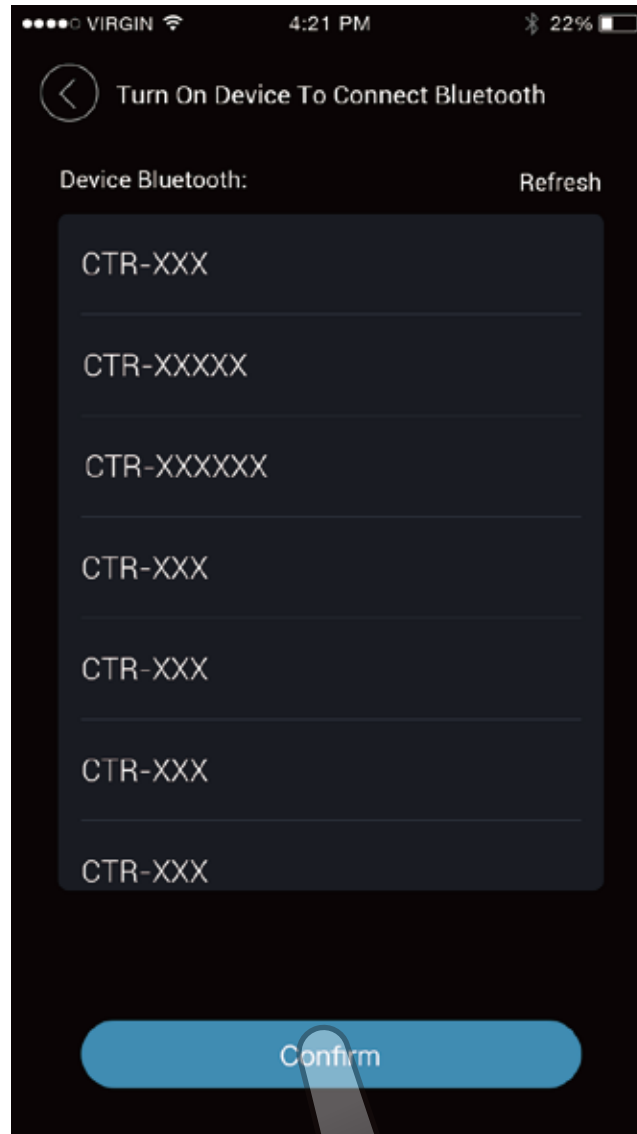 VIRGIN 4:21 PM 22%
Turn On Device To Connect Bluetooth
Device Bluetooth: Refresh
CTR-XXX
CTR-XXXXX
CTR-XXXXXX
CTR-XXX
CTR-XXX
CTR-XXX
CTR-XXX
Confirm